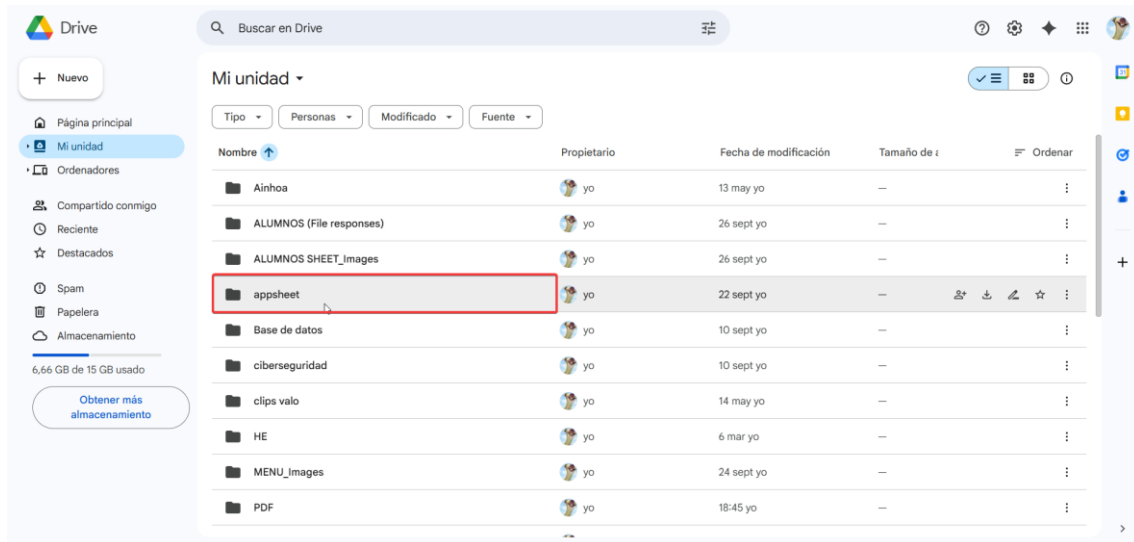 Drive
Buscar en Drive
Nuevo
Mi unidad
Tipo Personas Modificado Fuente
Página principal
Mi unidad
Ordenadores
Compartido conmigo
Reciente
Destacados
Spam
Papelera
Almacenamiento
6,66 GB de 15 GB usado
Obtener más
almacenamiento
Nombre Propietario Fecha de modificación Tamaño de a Ordenar
Ainhoa yo 13 may yo —
ALUMNOS (File responses) yo 26 sept yo —
ALUMNOS SHEET_Images yo 26 sept yo —
appsheet yo 22 sept yo —
Base de datos yo 10 sept yo —
ciberseguridad yo 10 sept yo —
clips valo yo 14 may yo —
HE yo 6 mar yo —
MENU_Images yo 24 sept yo —
PDF yo 18:45 yo —
31